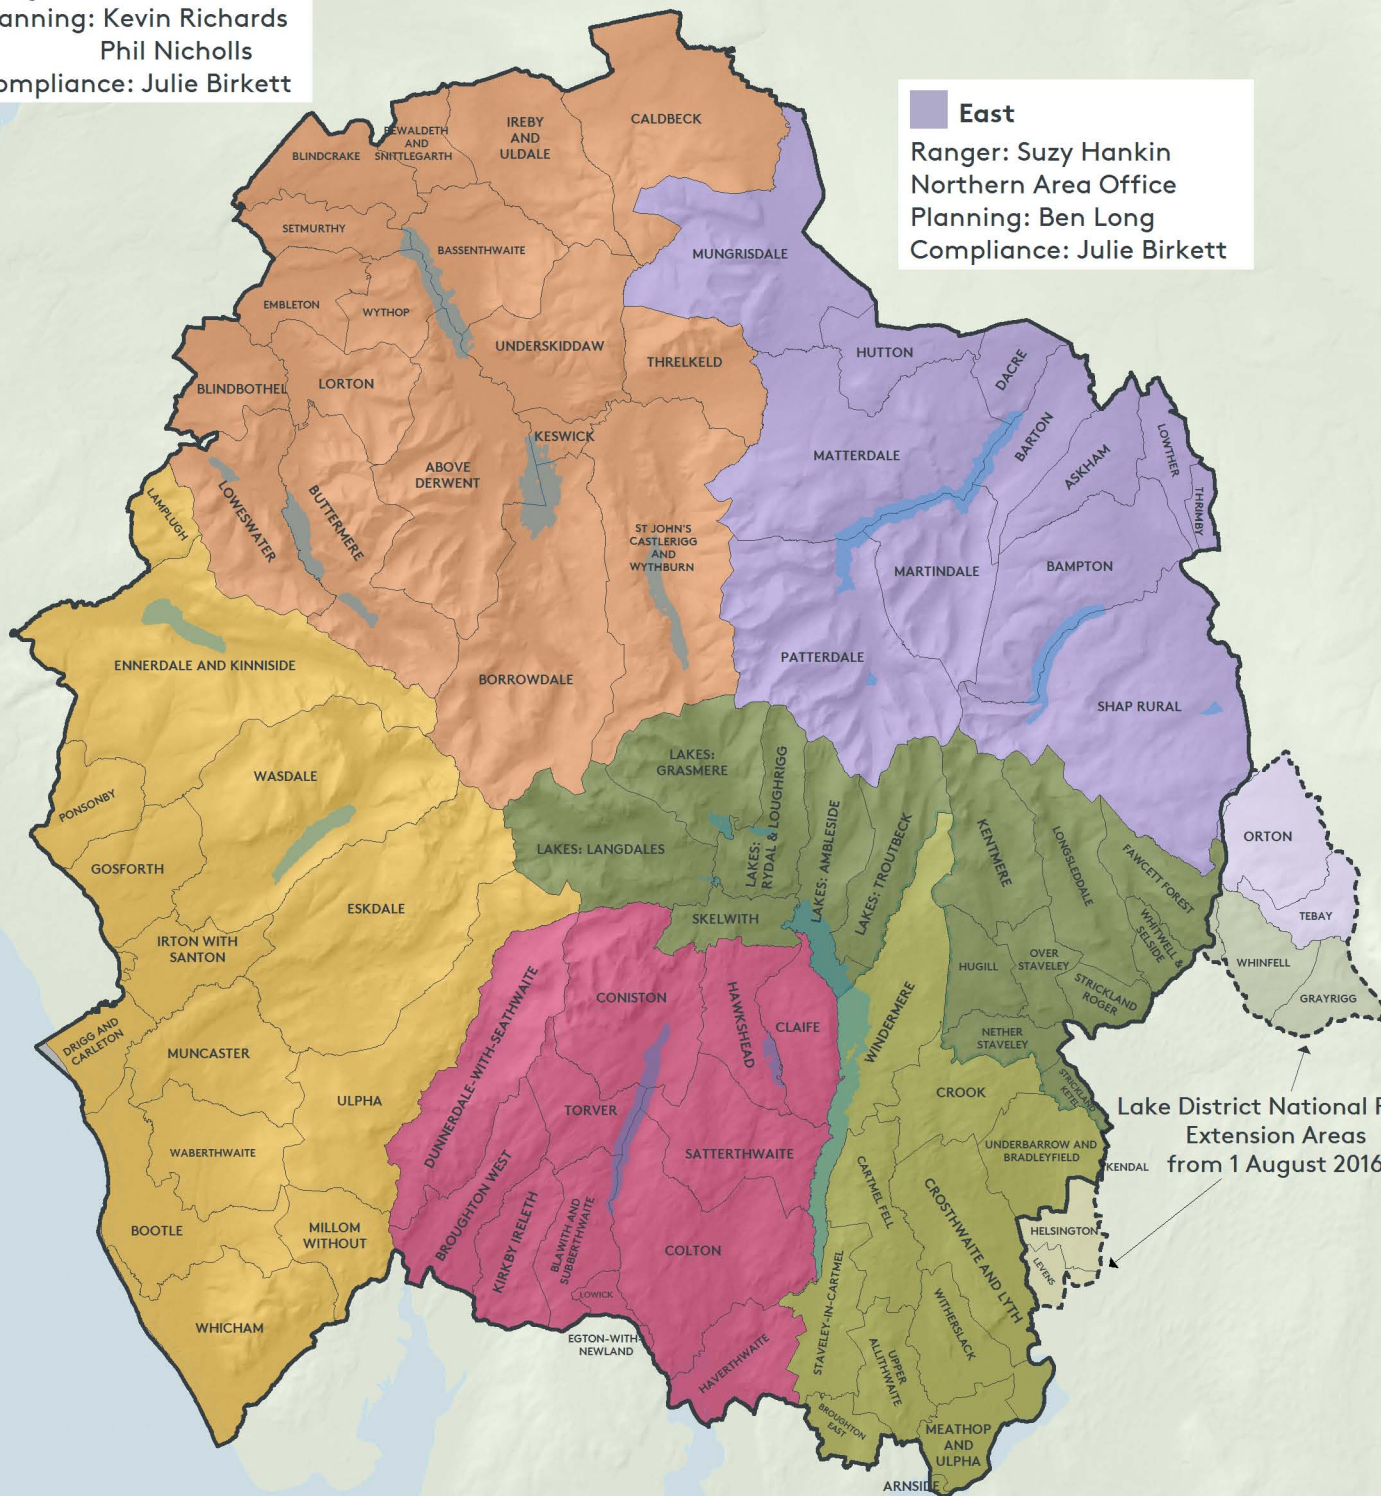 anning: Kevin Richards
Phil Nicholls
ompliance: Julie Birkett
East
Ranger: Suzy Hankin
Northern Area Office
Planning: Ben Long
Compliance: Julie Birkett
CALDBECK
IREBY
AND
ULDALE
EWALDETH
AND
SNITTLEGARTH
BLINDCRAKE
SETMURTHY
BASSENTHWAITE
MUNGRISDALE
EMBLETON
WYTHOP
UNDERSKIDDAW
THRELKELD
HUTTON
DACRE
BLINDBOTHEL
LORTON
KESWICK
BARTON
ASKHAM
LOWTHER
THRIMBY
MATTERDALE
ABOVE
DERWENT
LAMPLUGH
LOWESWATER
BUTTERMERE
ST JOHN'S
CASTLERIGG
AND
WYTHBURN
MARTINDALE
BAMPTON
ENNERDALE AND KINNISIDE
BORROWDALE
PATTERDALE
SHAP RURAL
WASDALE
LAKES:
GRASMERE
LAKES:
RYDAL & LOUGHRIGG
LAKES: AMBLESIDE
LAKES: TROUTBECK
KENTMERE
LONGSLEDDALE
FAWCETT FOREST
ORTON
PONSONBY
GOSFORTH
LAKES: LANGDALES
ESKDALE
SKELWITH
WHITWELL &
SELSIDE
TEBAY
IRTON WITH
SANTON
HUGILL
OVER
STAVELEY
STRICKLAND
ROGER
WHINFELL
GRAYRIGG
DUNNERDALE-WITH-SEATHWAITE
CONISTON
HAWKSHEAD
CLAIFE
WINDERMERE
DRIGG AND
CARLETON
MUNCASTER
NETHER
STAVELEY
STRICKLAND
KETEL
ULPHA
TORVER
CROOK
Lake District National P
Extension Areas
from 1 August 2016
WABERTHWAITE
SATTERTHWAITE
UNDERBARROW AND
BRADLEYFIELD
KENDAL
BROUGHTON WEST
KIRKBY IRELETH
BLAWITH AND
SUBBERTHWAITE
CARTMEL FELL
CROSTHWAITE AND LYTH
BOOTLE
MILLOM
WITHOUT
COLTON
HELSINGTON
LEVENS
LOWICK
STAVELEY-IN-CARTMEL
WITHERSLACK
WHICHAM
EGTON-WITH-
NEWLAND
HAVERTHWAITE
UPPER
ALLITHWAITE
BROUGHTON
EAST
MEATHOP
AND
ULPHA
ARNSIDE